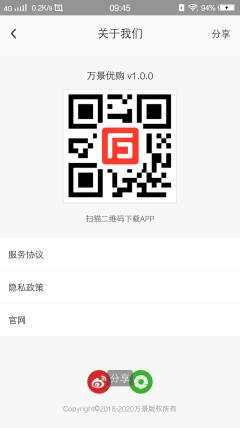 4G 0.2K/s 09:45 94%
关于我们 分享
万景优购 v1.0.0
扫描二维码下载APP
服务协议
隐私政策
官网
分享
Copyright©2018-2020万景版权所有